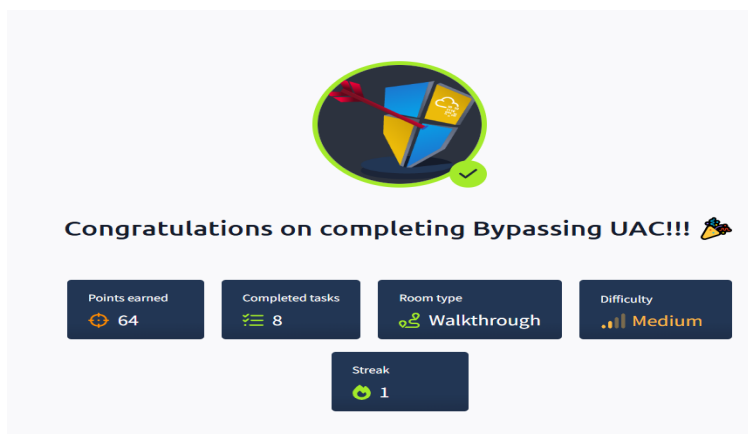 Congratulations on completing Bypassing UAC!!! 🎉
Points earned
64
Completed tasks
8
Room type
Walkthrough
Difficulty
Medium
Streak
1